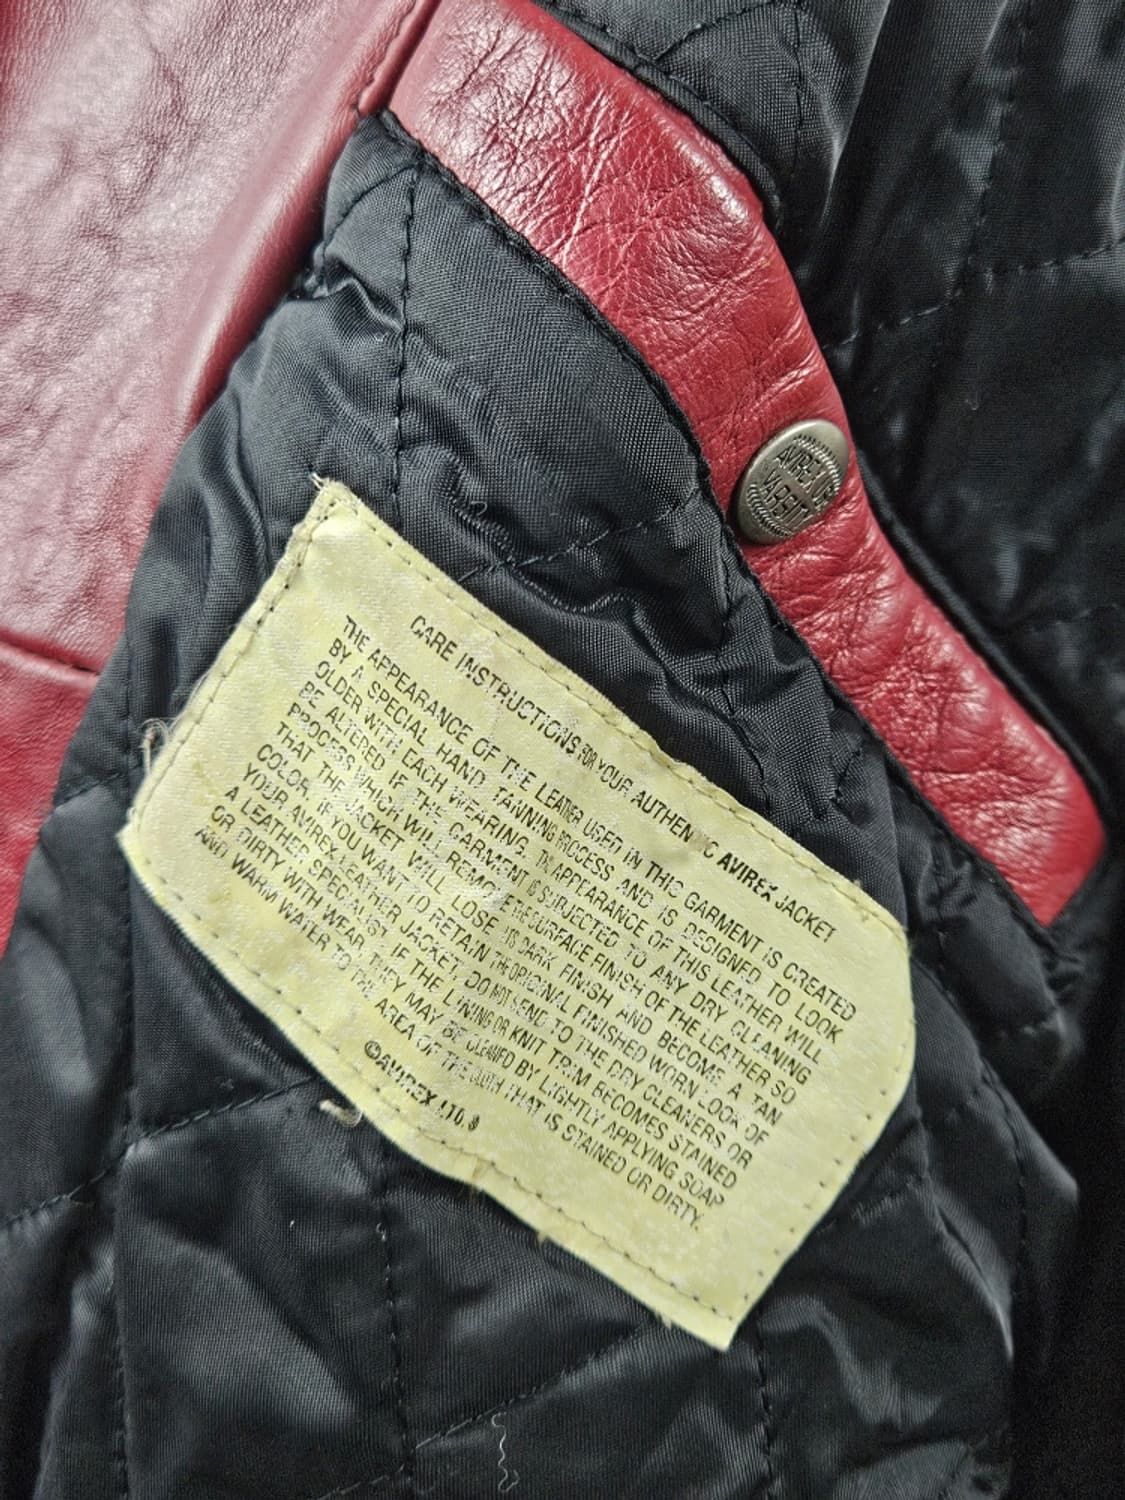 AVIREX LTD.
VARSITY
CARE INSTRUCTIONS FOR YOUR AUTHENTIC AVIREX JACKET
THE APPEARANCE OF THE LEATHER USED IN THIS GARMENT IS CREATED
BY A SPECIAL HAND TANNING PROCESS AND IS DESIGNED TO LOOK
OLDER WITH EACH WEARING. THE APPEARANCE OF THIS LEATHER WILL
BE ALTERED IF THE GARMENT IS SUBJECTED TO ANY DRY CLEANING
PROCESS WHICH WILL REMOVE THE SURFACE FINISH OF THE LEATHER SO
THAT THE JACKET WILL LOSE ITS DARK FINISH AND BECOME A TAN
COLOR. IF YOU WANT TO RETAIN THE ORIGINAL FINISHED WORN LOOK OF
YOUR AVIREX LEATHER JACKET, DO NOT SEND TO THE DRY CLEANERS OR
A LEATHER SPECIALIST. IF THE LINING OR KNIT TRIM BECOMES STAINED
OR DIRTY WITH WEAR, THEY MAY BE CLEANED BY LIGHTLY APPLYING SOAP
AND WARM WATER TO THE AREA OF THE CLOTH THAT IS STAINED OR DIRTY.
©AVIREX LTD.